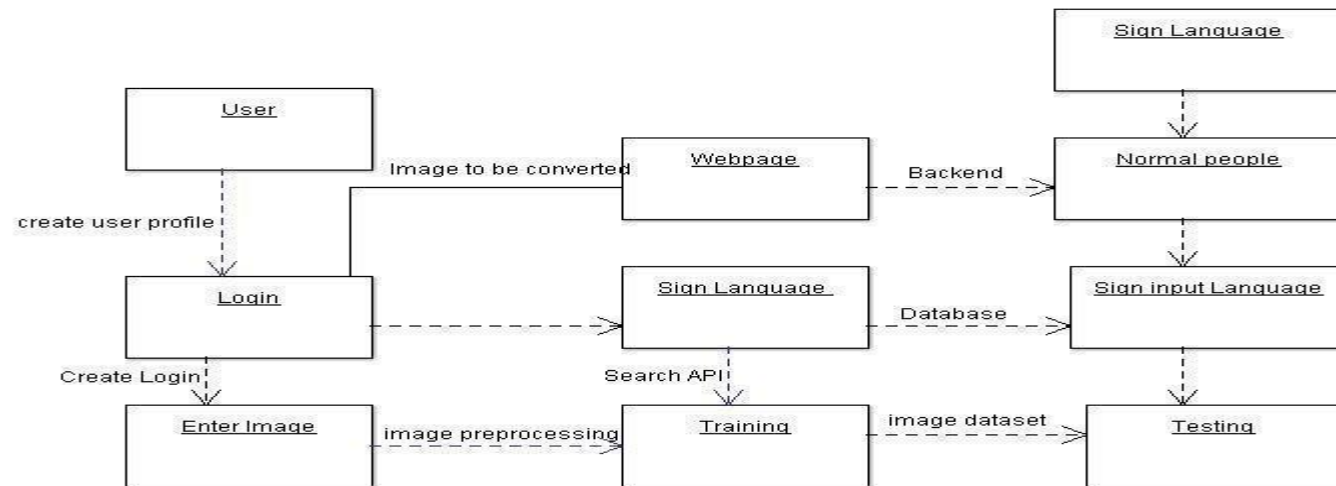 Sign Language
User
Webpage
Normal people
Image to be converted
Backend
create user profile
Login
Sign Language
Sign input Language
Database
Create Login
Search API
Enter Image
image preprocessing
Training
image dataset
Testing